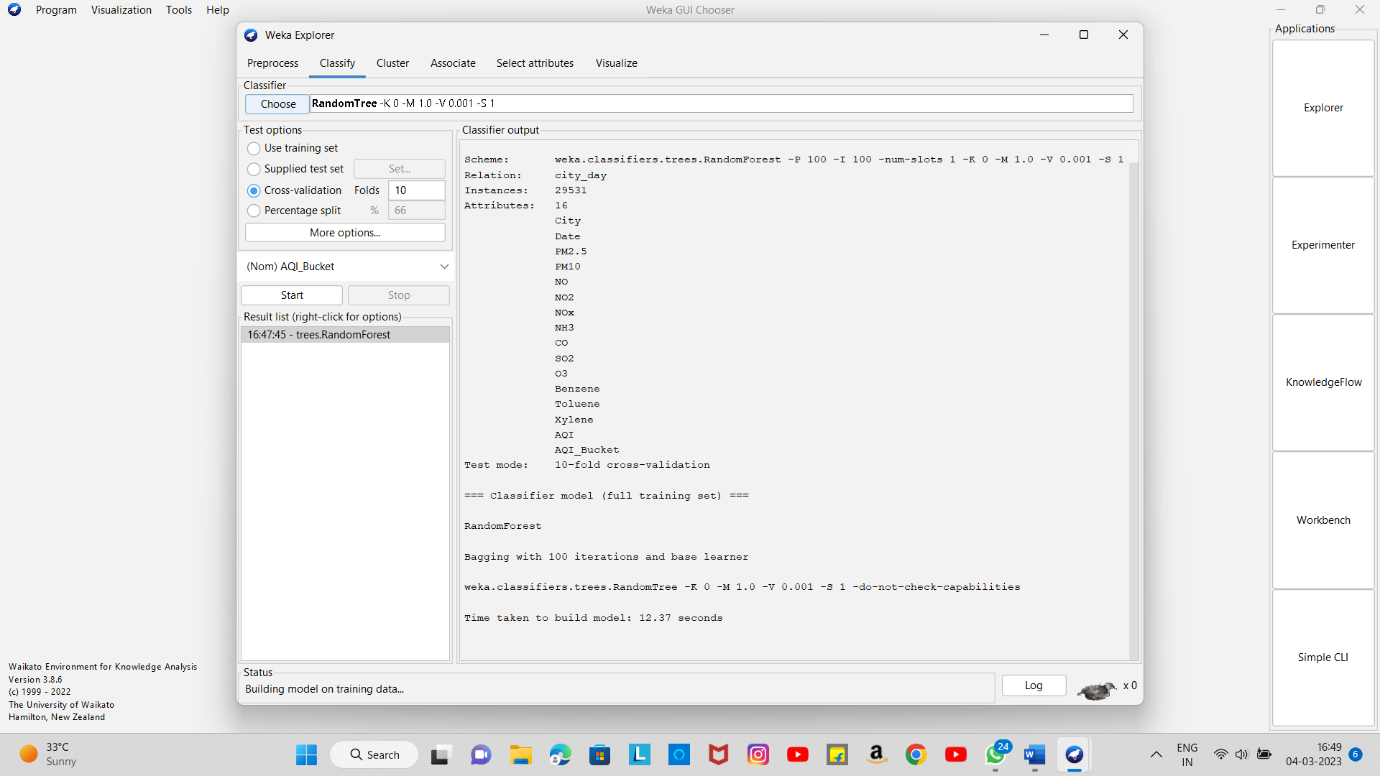 Program Visualization Tools Help
Weka GUI Chooser
Applications
Explorer
Experimenter
KnowledgeFlow
Workbench
Simple CLI
Weka Explorer
Preprocess Classify Cluster Associate Select attributes Visualize
Classifier
Choose RandomTree -K 0 -M 1.0 -V 0.001 -S 1
Test options
Use training set
Supplied test set Set...
Cross-validation Folds 10
Percentage split % 66
More options...
(Nom) AQI_Bucket
Start Stop
Result list (right-click for options)
16:47:45 - trees.RandomForest
Classifier output
Scheme: weka.classifiers.trees.RandomForest -P 100 -I 100 -num-slots 1 -K 0 -M 1.0 -V 0.001 -S 1
Relation: city_day
Instances: 29531
Attributes: 16
City
Date
PM2.5
PM10
NO
NO2
NOx
NH3
CO
SO2
O3
Benzene
Toluene
Xylene
AQI
AQI_Bucket
Test mode: 10-fold cross-validation
=== Classifier model (full training set) ===
RandomForest
Bagging with 100 iterations and base learner
weka.classifiers.trees.RandomTree -K 0 -M 1.0 -V 0.001 -S 1 -do-not-check-capabilities
Time taken to build model: 12.37 seconds
Status
Building model on training data...
Log x 0
Waikato Environment for Knowledge Analysis
Version 3.8.6
(c) 1999 - 2022
The University of Waikato
Hamilton, New Zealand
33°C
Sunny
Search
L
a
24
W
ENG
IN
16:49
04-03-2023
6